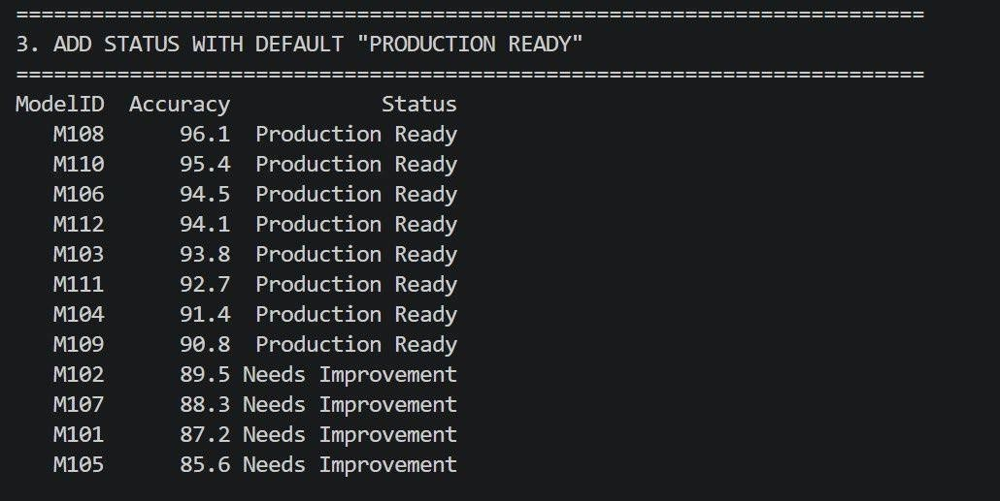 ========================================================================
3. ADD STATUS WITH DEFAULT "PRODUCTION READY"
========================================================================
ModelID  Accuracy            Status
   M108      96.1  Production Ready
   M110      95.4  Production Ready
   M106      94.5  Production Ready
   M112      94.1  Production Ready
   M103      93.8  Production Ready
   M111      92.7  Production Ready
   M104      91.4  Production Ready
   M109      90.8  Production Ready
   M102      89.5 Needs Improvement
   M107      88.3 Needs Improvement
   M101      87.2 Needs Improvement
   M105      85.6 Needs Improvement